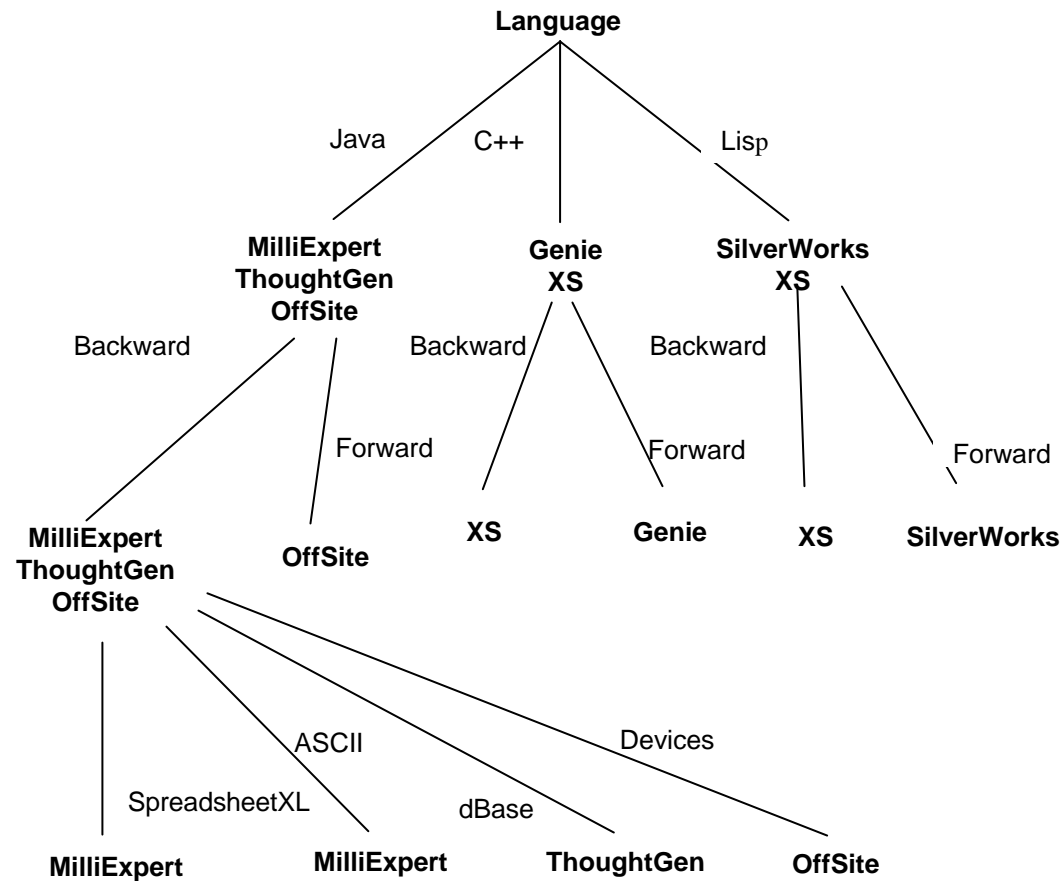 Language
Java
C++
Lisp
MilliExpert
ThoughtGen
OffSite
Genie
XS
SilverWorks
XS
Backward
Forward
Backward
Forward
Backward
Forward
MilliExpert
ThoughtGen
OffSite
OffSite
XS
Genie
XS
SilverWorks
SpreadsheetXL
ASCII
dBase
Devices
MilliExpert
MilliExpert
ThoughtGen
OffSite